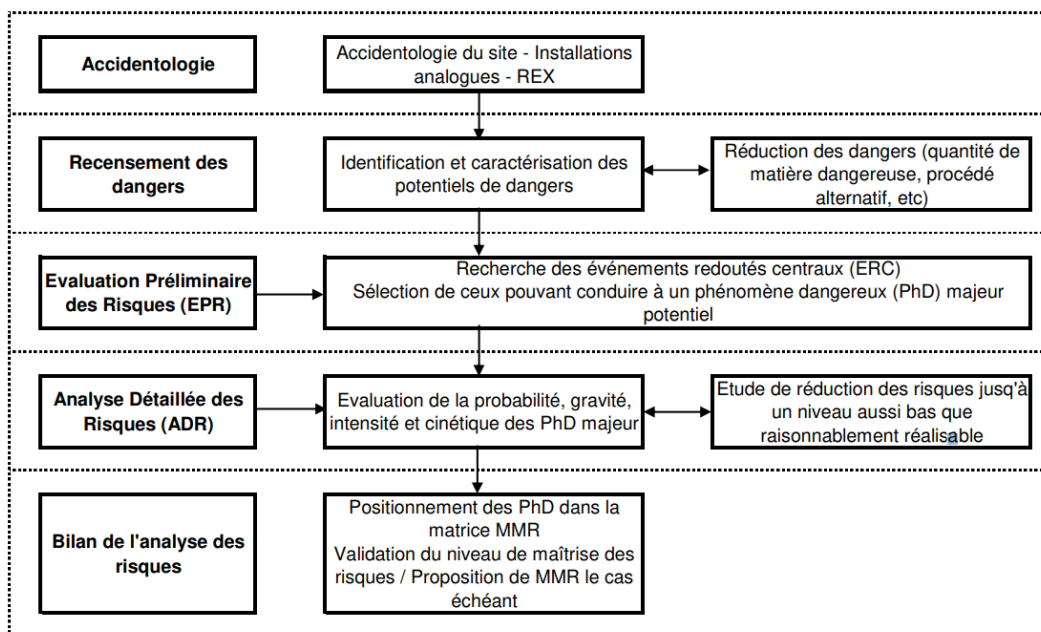 Accidentologie
Accidentologie du site - Installations
analogues - REX
Recensement des
dangers
Identification et caractérisation des
potentiels de dangers
Réduction des dangers (quantité de
matière dangereuse, procédé
alternatif, etc)
Evaluation Préliminaire
des Risques (EPR)
Recherche des événements redoutés centraux (ERC)
Sélection de ceux pouvant conduire à un phénomène dangereux (PhD) majeur
potentiel
Analyse Détaillée des
Risques (ADR)
Evaluation de la probabilité, gravité,
intensité et cinétique des PhD majeur
Etude de réduction des risques jusqu'à
un niveau aussi bas que
raisonnablement réalisable
Bilan de l'analyse des
risques
Positionnement des PhD dans la
matrice MMR
Validation du niveau de maîtrise des
risques / Proposition de MMR le cas
échéant